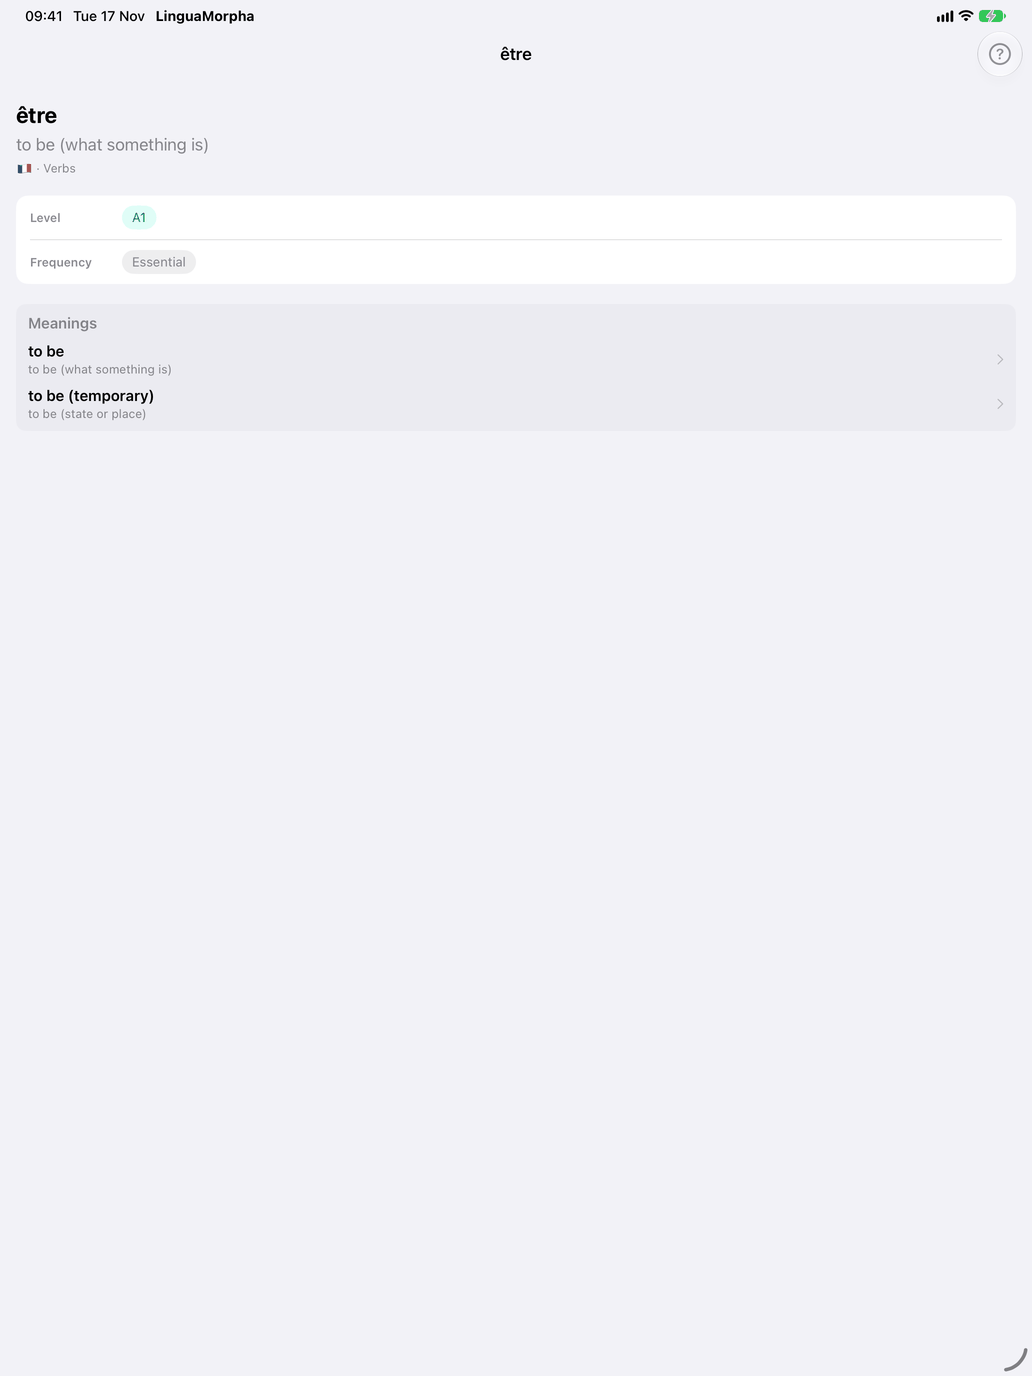 09:41 Tue 17 Nov LinguaMorpha
être
être
to be (what something is)
· Verbs
Level A1
Frequency Essential
Meanings
to be
to be (what something is)
to be (temporary)
to be (state or place)